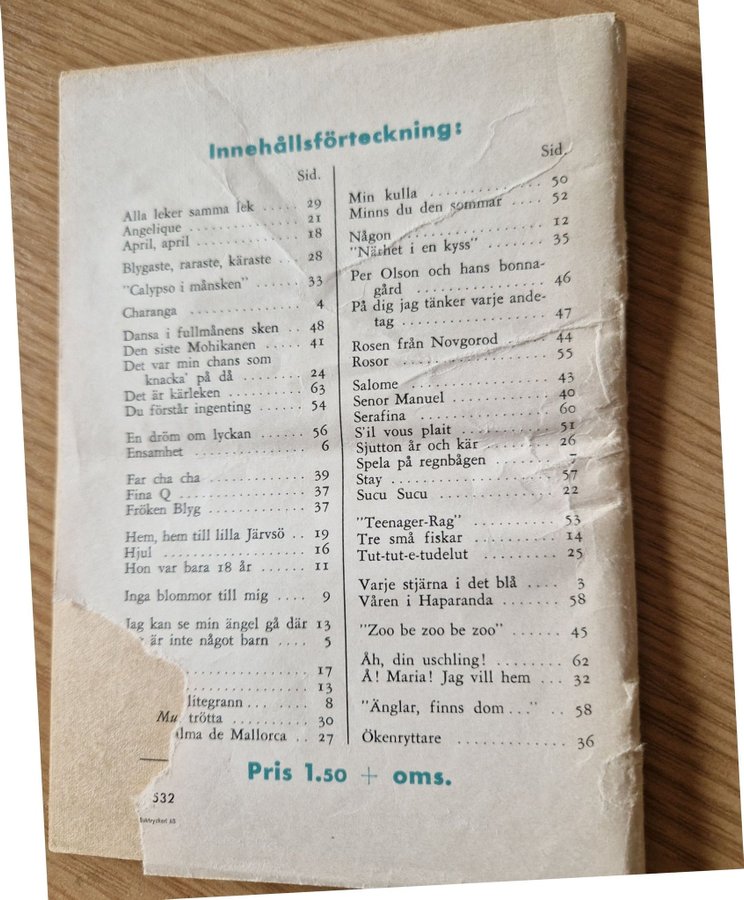 Innehållsförteckning:
Sid.
Alla leker samma lek ..... 29
Angelique .............. 21
April, april ............. 18
Blygaste, raraste, käraste .. 28
"Calypso i månsken" ..... 33
Charanga ............... 4
Dansa i fullmånens sken .. 48
Den siste Mohikanen ..... 41
Det var min chans som
knacka' på då ........ 24
Det är kärleken ......... 63
Du förstår ingenting ..... 54
En dröm om lyckan ..... 56
Ensamhet .............. 6
Far cha cha ............ 39
Fina Q ................ 37
Fröken Blyg ............ 37
Hem, hem till lilla Järvsö .. 19
Hjul .................. 16
Hon var bara 18 år ...... 11
Inga blommor till mig .... 9
Jag kan se min ängel gå där 13
är inte något barn .... 5
................ 17
................ 13
litegrann ........ 8
trötta .......... 30
de Mallorca .. 27
532
Sid.
Min kulla .............. 50
Minns du den sommar .... 52
Någon ................. 12
"Närhet i en kyss" ....... 35
Per Olson och hans bonna-
gård ................ 46
På dig jag tänker varje ande-
tag .................. 47
Rosen från Novgorod ..... 44
Rosor .................. 55
Salome ................. 43
Senor Manuel ........... 40
Serafina ................ 60
S'il vous plait ........... 51
Sjutton år och kär ....... 26
Spela på regnbågen ...... 7
Stay ................... 57
Sucu Sucu .............. 22
"Teenager-Rag" .......... 53
Tre små fiskar .......... 14
Tut-tut-e-tudelut ......... 25
Varje stjärna i det blå .... 3
Våren i Haparanda ....... 58
"Zoo be zoo be zoo" ...... 45
Åh, din uschling! ........ 62
Å! Maria! Jag vill hem ... 32
"Änglar, finns dom..." .. 58
Ökenryttare ............ 36
Pris 1.50 + oms.